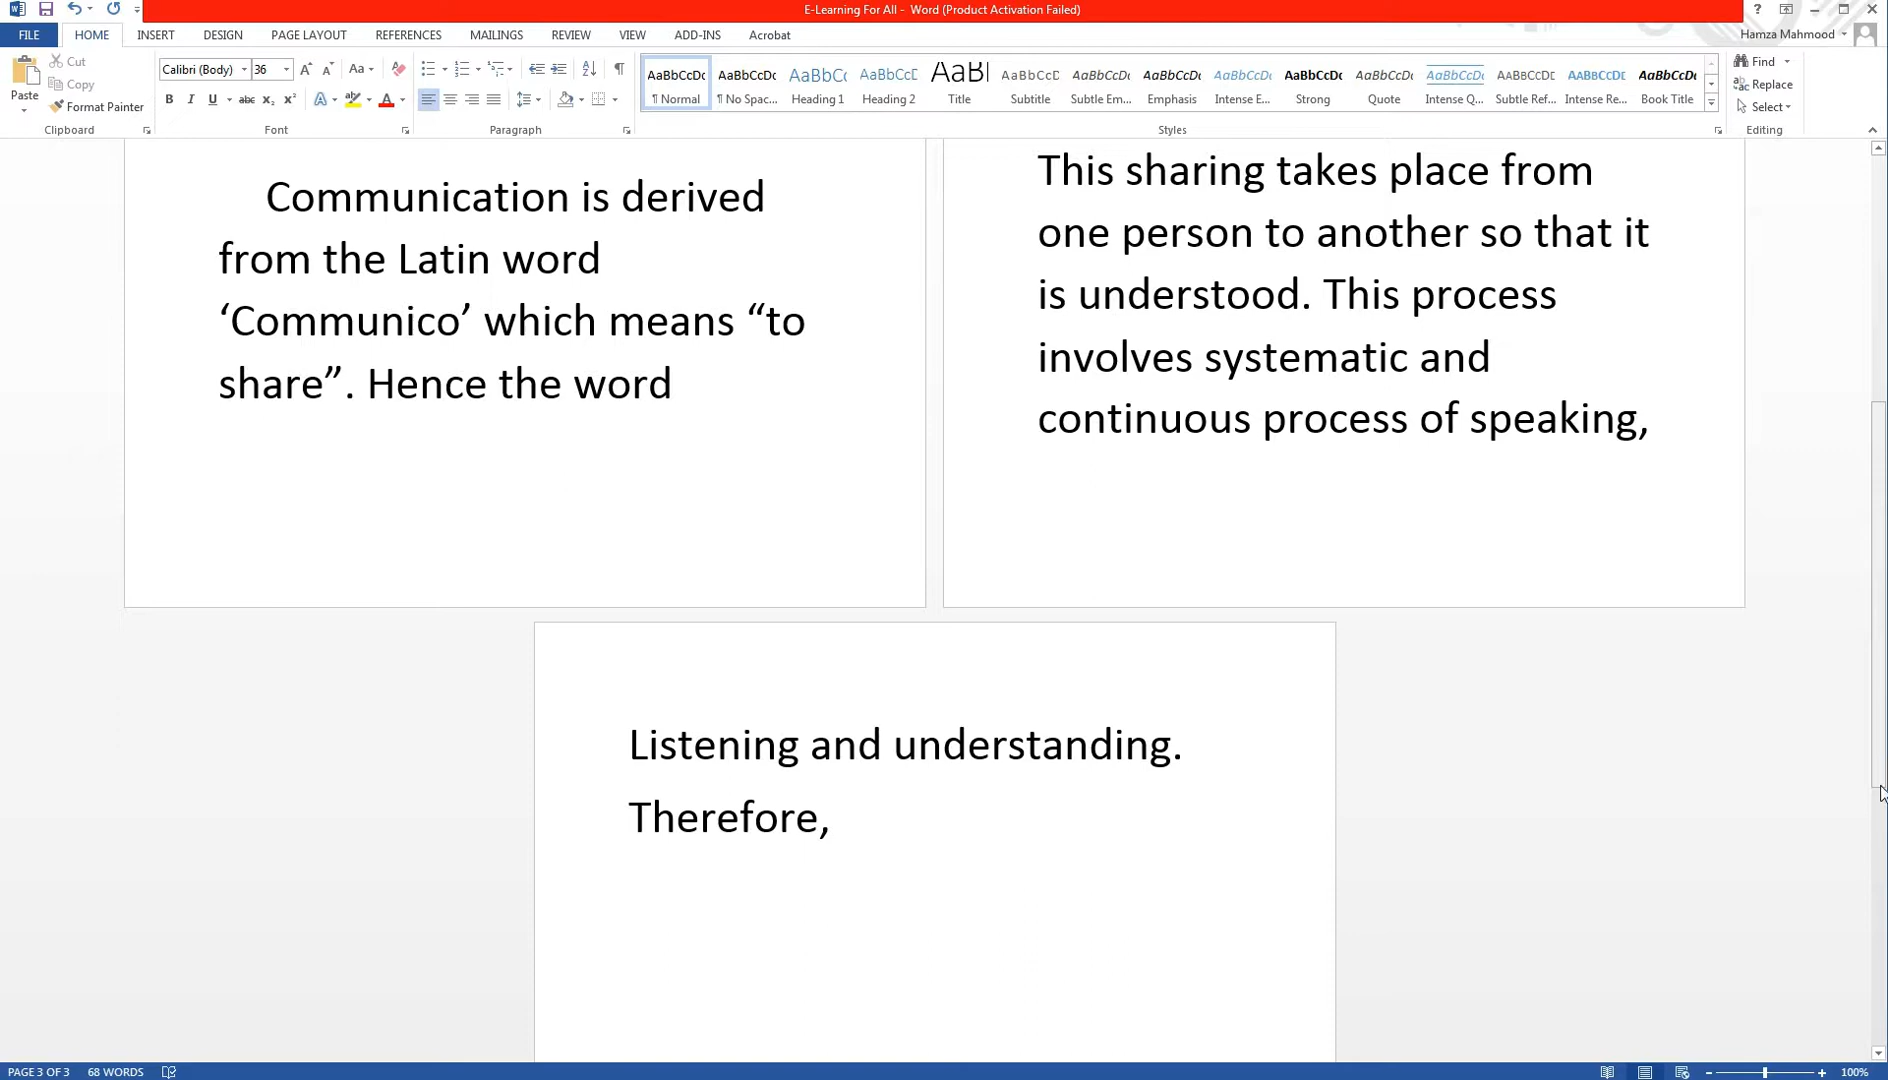 E-Learning For All - Word (Product Activation Failed)
FILE HOME INSERT DESIGN PAGE LAYOUT REFERENCES MAILINGS REVIEW VIEW ADD-INS Acrobat
Hamza Mahmood
Paste
Cut
Copy
Format Painter
Clipboard
Calibri (Body) 36
Font
Paragraph
AaBbCcDc AaBbCcDc AaBbCc AaBbCcD AaBl AaBbCcD AaBbCcDc AaBbCcDc AaBbCcDc AaBbCcDc AaBbCcDc AaBbCcDc AABBCCDC AABBCCDC AaBbCcDc
¶ Normal ¶ No Spac... Heading 1 Heading 2 Title Subtitle Subtle Em... Emphasis Intense E... Strong Quote Intense Q... Subtle Ref... Intense Re... Book Title
Styles
Find
Replace
Select
Editing
Communication is derived
from the Latin word
‘Communico’ which means “to
share”. Hence the word
This sharing takes place from
one person to another so that it
is understood. This process
involves systematic and
continuous process of speaking,
Listening and understanding.
Therefore,
PAGE 3 OF 3 68 WORDS
100%